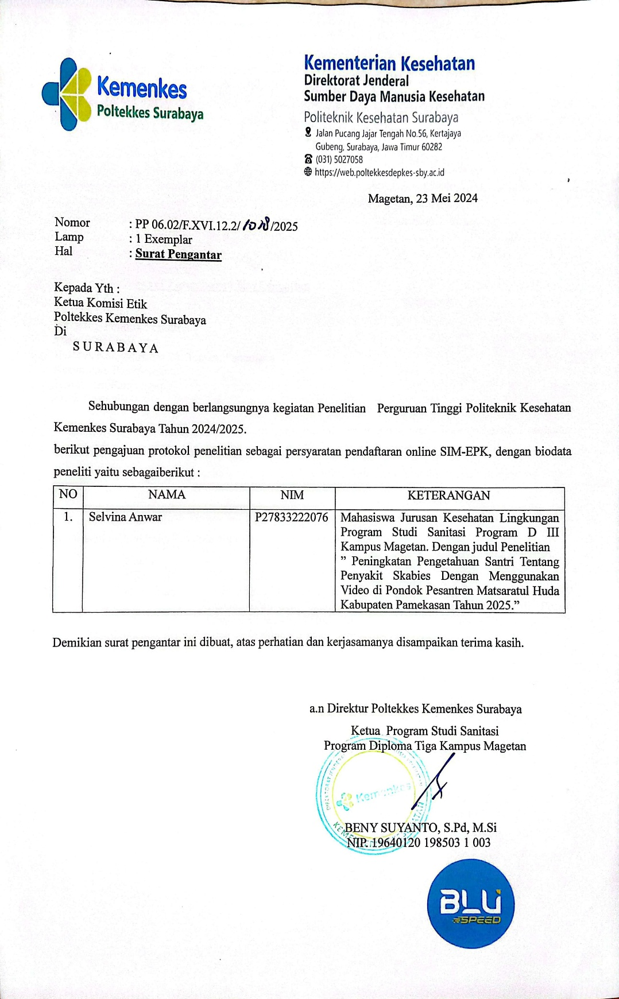 Kemenkes
Poltekkes Surabaya
Kementerian Kesehatan
Direktorat Jenderal
Sumber Daya Manusia Kesehatan
Politeknik Kesehatan Surabaya
Jalan Pucang Jajar Tengah No.56, Kertajaya
Gubeng, Surabaya, Jawa Timur 60282
(031) 5027058
https://web.poltekkesdepkes-sby.ac.id
Magetan, 23 Mei 2024
Nomor : PP 06.02/F.XVI.12.2/ /2025
Lamp : 1 Exemplar
Hal : Surat Pengantar
Kepada Yth :
Ketua Komisi Etik
Poltekkes Kemenkes Surabaya
Di
S U R A B A Y A
Sehubungan dengan berlangsungnya kegiatan Penelitian Perguruan Tinggi Politeknik Kesehatan
Kemenkes Surabaya Tahun 2024/2025.
berikut pengajuan protokol penelitian sebagai persyaratan pendaftaran online SIM-EPK, dengan biodata
peneliti yaitu sebagaiberikut :
NO NAMA NIM KETERANGAN
1. Selvina Anwar P27833222076 Mahasiswa Jurusan Kesehatan Lingkungan
Program Studi Sanitasi Program D III
Kampus Magetan. Dengan judul Penelitian
” Peningkatan Pengetahuan Santri Tentang
Penyakit Skabies Dengan Menggunakan
Video di Pondok Pesantren Matsaratul Huda
Kabupaten Pamekasan Tahun 2025.”
Demikian surat pengantar ini dibuat, atas perhatian dan kerjasamanya disampaikan terima kasih.
a.n Direktur Poltekkes Kemenkes Surabaya
Ketua Program Studi Sanitasi
Program Diploma Tiga Kampus Magetan
Kemenkes
BENY SUYANTO, S.Pd, M.Si
NIP. 19640120 198503 1 003
BLU
SPEED